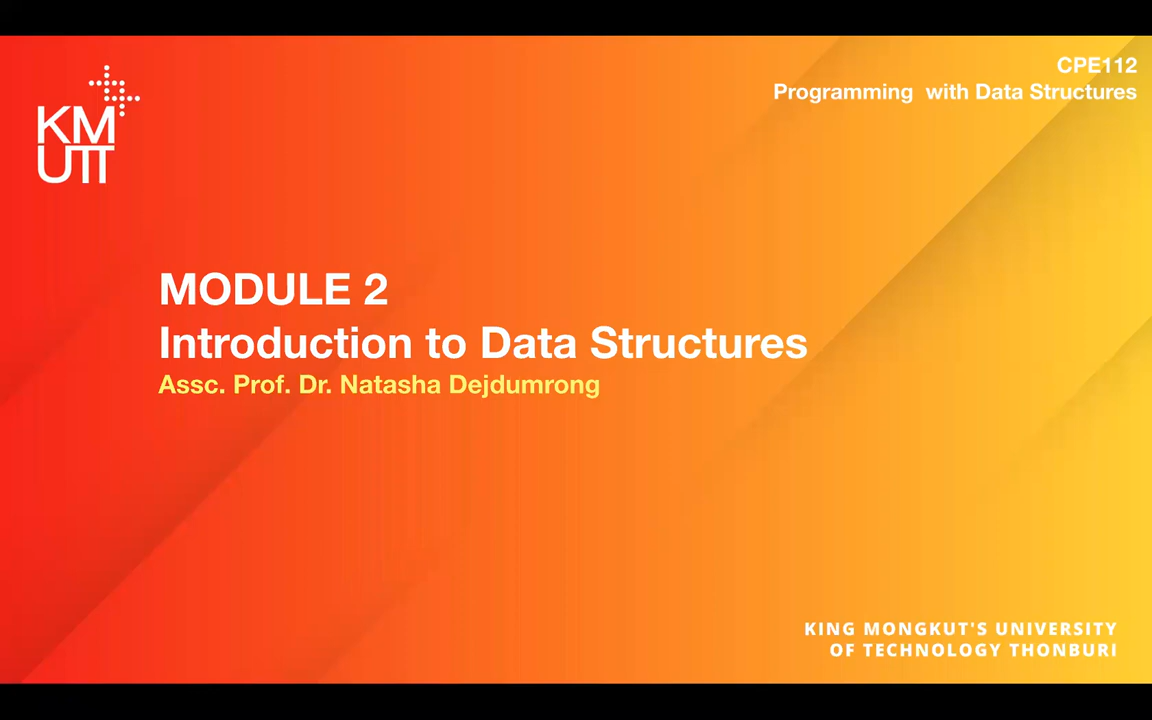 KM
UTT
CPE112
Programming with Data Structures
MODULE 2
Introduction to Data Structures
Assc. Prof. Dr. Natasha Dejdumrong
KING MONGKUT'S UNIVERSITY
OF TECHNOLOGY THONBURI